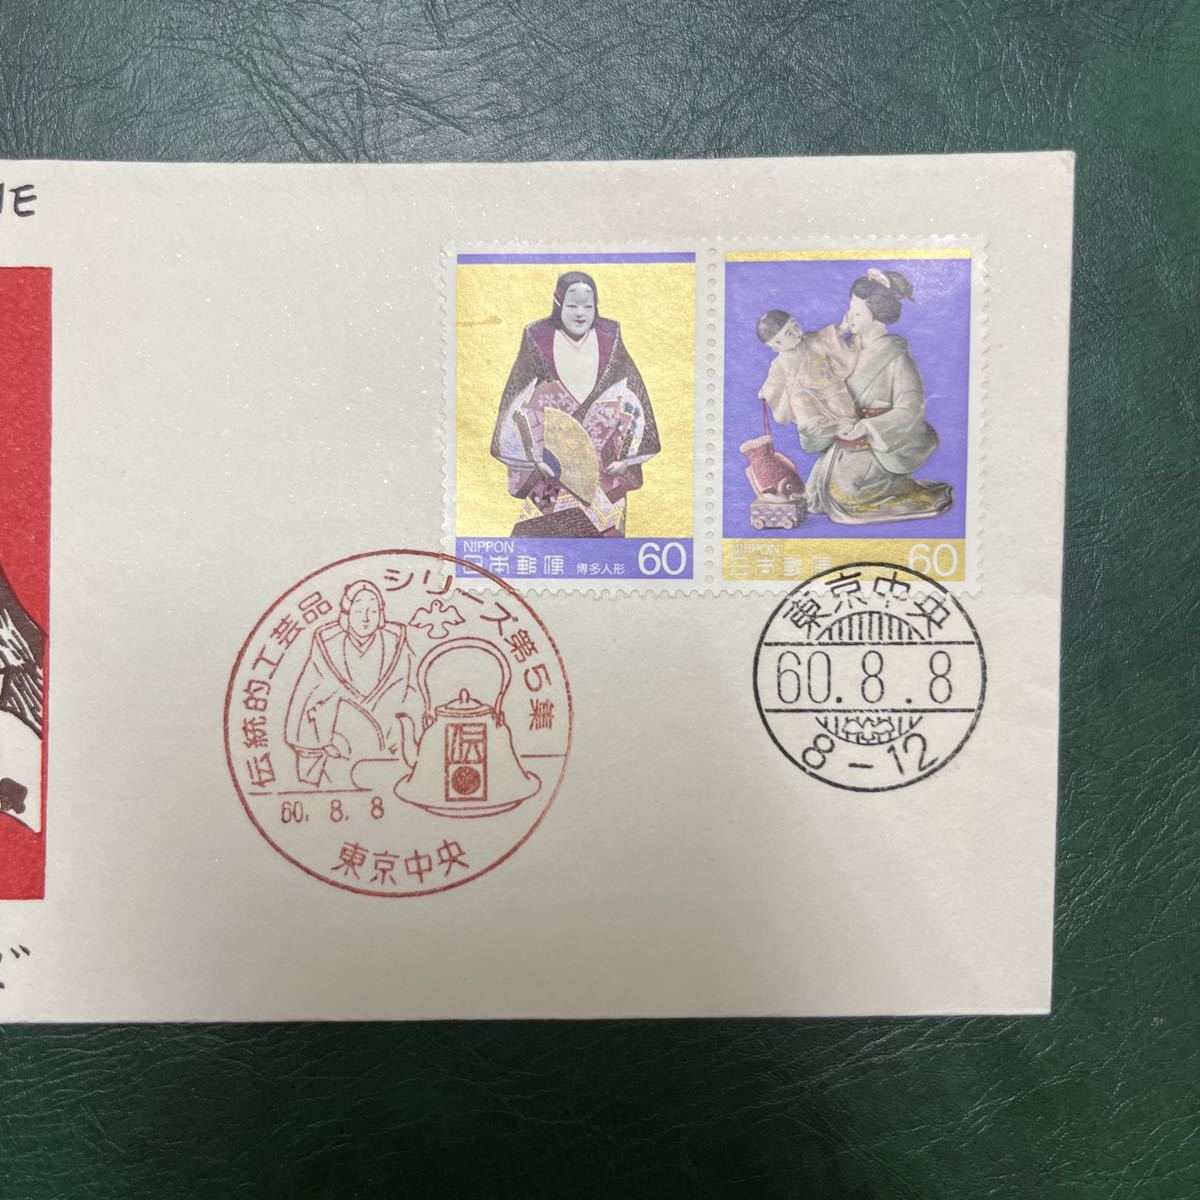 UE
NIPPON
日本郵便 博多人形 60
NIPPON
日本郵便 60
伝統的工芸品シリーズ第5集
伝
60.8.8
東京中央
東京中央
60.8.8
8-12